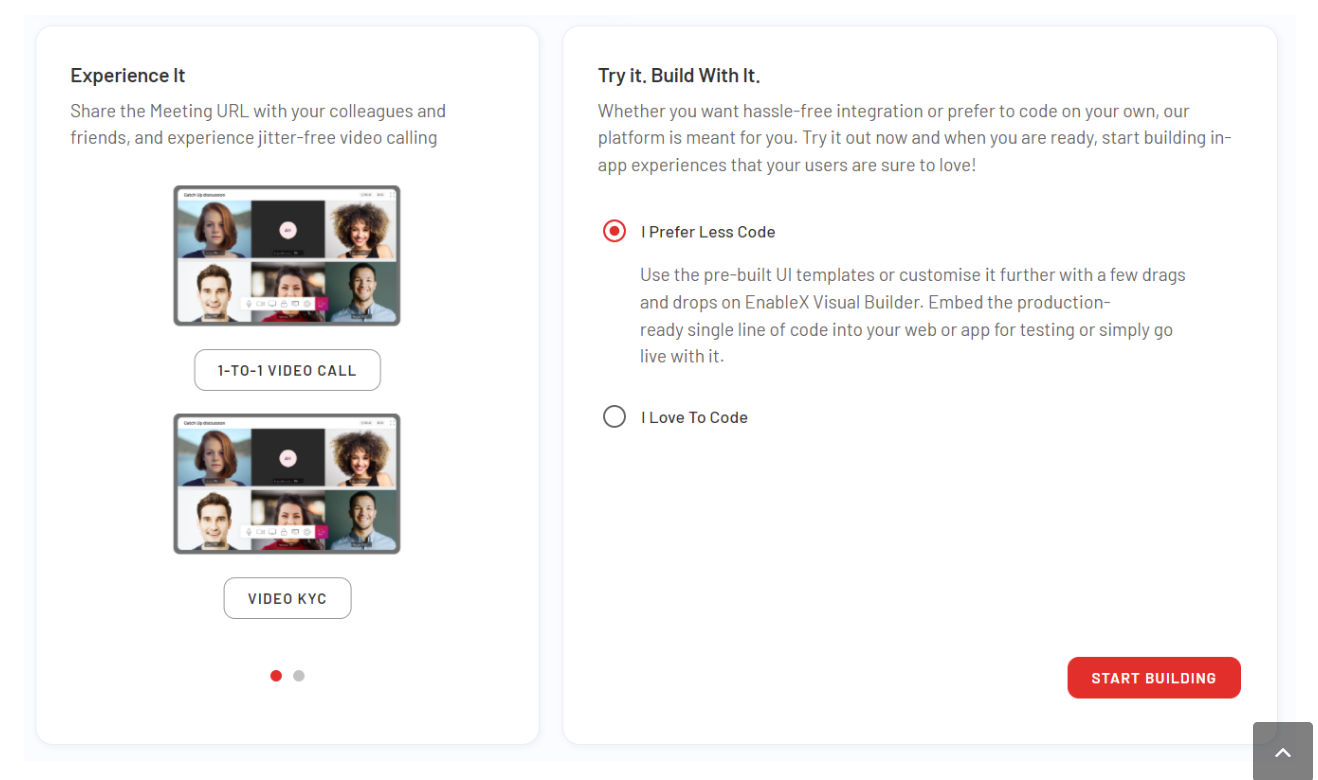 Experience It
Share the Meeting URL with your colleagues and
friends, and experience jitter-free video calling
Catch Up discussion
1-TO-1 VIDEO CALL
Catch Up discussion
VIDEO KYC
Try it. Build With It.
Whether you want hassle-free integration or prefer to code on your own, our
platform is meant for you. Try it out now and when you are ready, start building in-
app experiences that your users are sure to love!
I Prefer Less Code
Use the pre-built UI templates or customise it further with a few drags
and drops on EnableX Visual Builder. Embed the production-
ready single line of code into your web or app for testing or simply go
live with it.
I Love To Code
START BUILDING